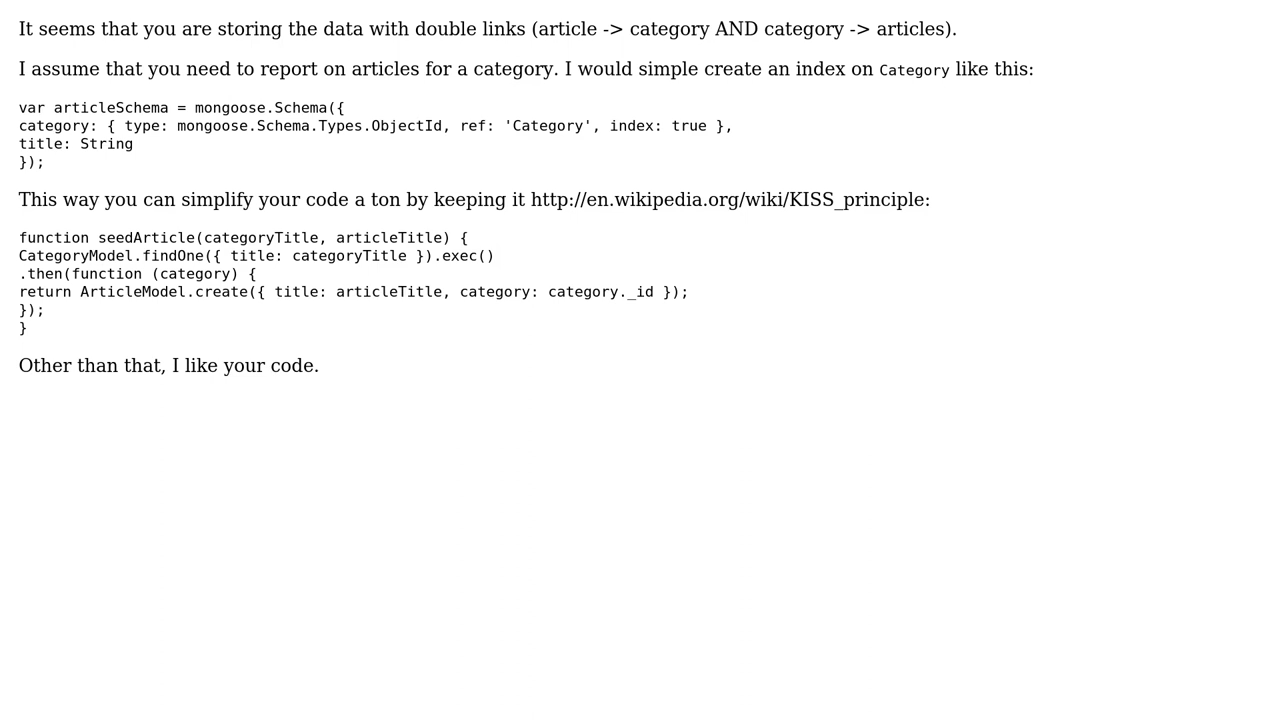 It seems that you are storing the data with double links (article -> category AND category -> articles).
I assume that you need to report on articles for a category. I would simple create an index on Category like this:
var articleSchema = mongoose.Schema({
category: { type: mongoose.Schema.Types.ObjectId, ref: 'Category', index: true },
title: String
});
This way you can simplify your code a ton by keeping it http://en.wikipedia.org/wiki/KISS_principle:
function seedArticle(categoryTitle, articleTitle) {
CategoryModel.findOne({ title: categoryTitle }).exec()
.then(function (category) {
return ArticleModel.create({ title: articleTitle, category: category._id });
});
}
Other than that, I like your code.